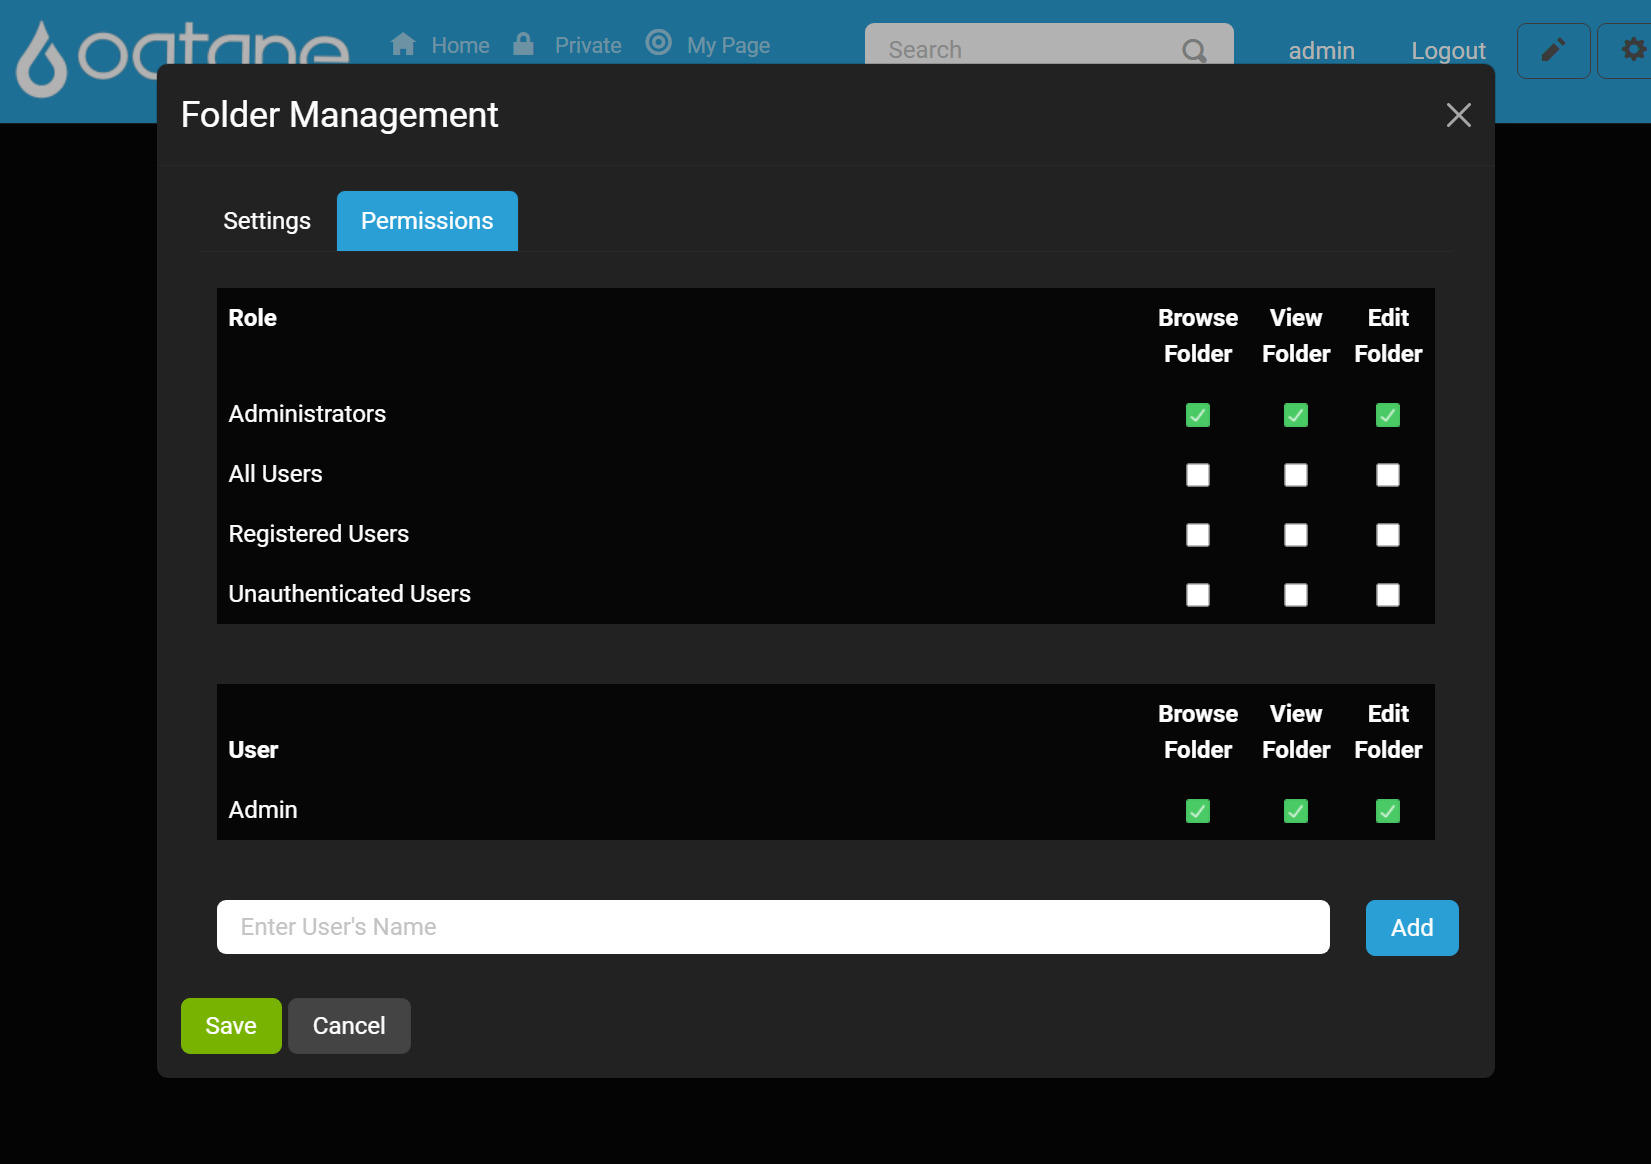 Home Private My Page Search admin Logout
Folder Management
Settings Permissions
Role Browse Folder View Folder Edit Folder
Administrators
All Users
Registered Users
Unauthenticated Users
User Browse Folder View Folder Edit Folder
Admin
Enter User's Name Add
Save Cancel